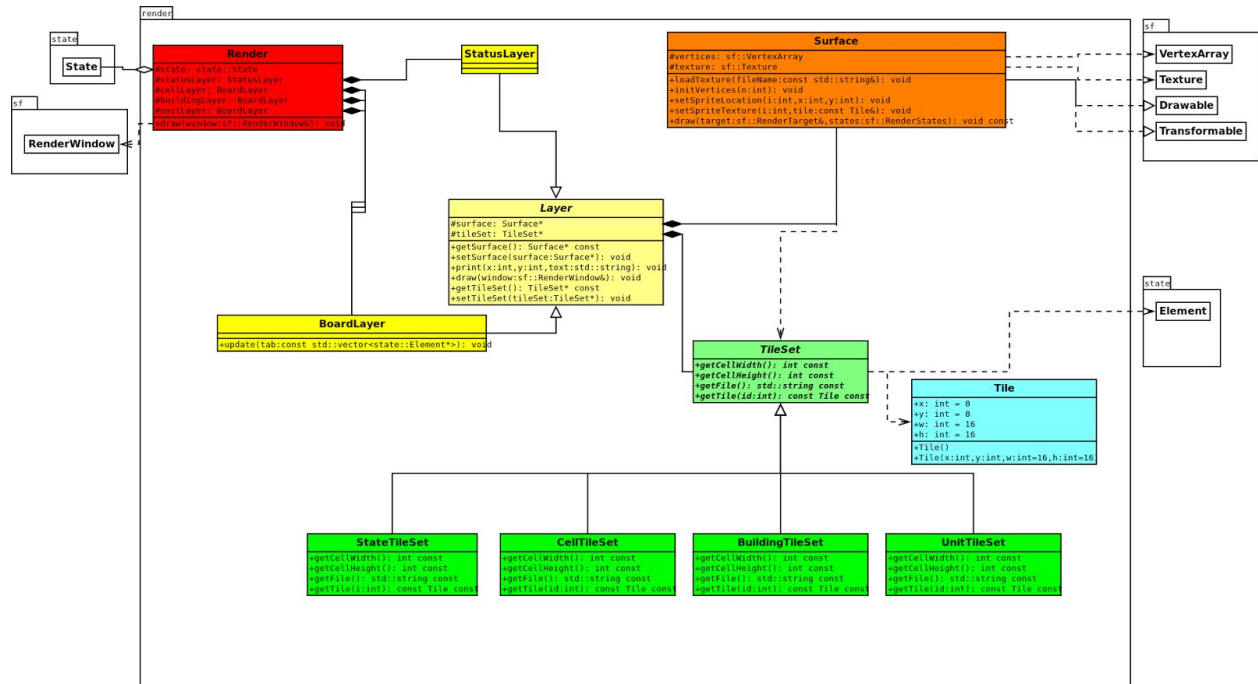 render
state
State
sf
RenderWindow
Render
#state: state::State
#statusLayer: StatusLayer
#cellLayer: BoardLayer
#buildingLayer: BoardLayer
#unitLayer: BoardLayer
+draw(window:sf::RenderWindow&): void
StatusLayer
Surface
#vertices: sf::VertexArray
#texture: sf::Texture
+loadTexture(fileName:const std::string&): void
+initVertices(n:int): void
+setSpriteLocation(i:int,x:int,y:int): void
+setSpriteTexture(i:int,tile:const Tile&): void
+draw(target:sf::RenderTarget&,states:sf::RenderStates): void const
sf
VertexArray
Texture
Drawable
Transformable
Layer
#surface: Surface*
#tileSet: TileSet*
+getSurface(): Surface* const
+setSurface(surface:Surface*): void
+print(x:int,y:int,text:std::string): void
+draw(window:sf::RenderWindow&): void
+getTileSet(): TileSet* const
+setTileSet(tileSet:TileSet*): void
BoardLayer
+update(tab:const std::vector<state::Element*>): void
state
Element
TileSet
+getCellWidth(): int const
+getCellHeight(): int const
+getFile(): std::string const
+getTile(id:int): const Tile const
Tile
+x: int = 0
+y: int = 0
+w: int = 16
+h: int = 16
+Tile()
+Tile(x:int,y:int,w:int=16,h:int=16)
StateTileSet
+getCellWidth(): int const
+getCellHeight(): int const
+getFile(): std::string const
+getTile(i:int): const Tile const
CellTileSet
+getCellWidth(): int const
+getCellHeight(): int const
+getFile(): std::string const
+getTile(id:int): const Tile const
BuildingTileSet
+getCellWidth(): int const
+getCellHeight(): int const
+getFile(): std::string const
+getTile(id:int): const Tile const
UnitTileSet
+getCellWidth(): int const
+getCellHeight(): int const
+getFile(): std::string const
+getTile(id:int): const Tile const